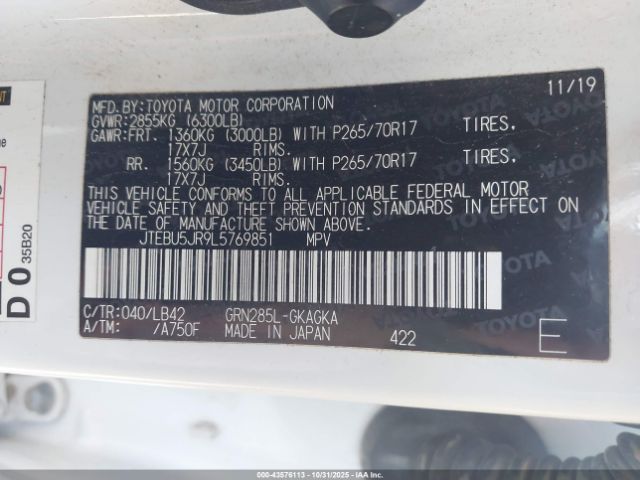 MFD.BY:TOYOTA MOTOR CORPORATION 11/19
GVWR:2855KG (6300LB)
GAWR:FRT. 1360KG (3000LB) WITH P265/70R17 TIRES,
17X7J RIMS.
RR. 1560KG (3450LB) WITH P265/70R17 TIRES,
17X7J RIMS.
THIS VEHICLE CONFORMS TO ALL APPLICABLE FEDERAL MOTOR
VEHICLE SAFETY AND THEFT PREVENTION STANDARDS IN EFFECT ON
THE DATE OF MANUFACTURE SHOWN ABOVE.
JTEBU5JR9L5769851 MPV
C/TR:040/LB42 GRN285L-GKAGKA
A/TM: /A750F MADE IN JAPAN 422 E
D 0 35B20
000-43576113 - 10/31/2025 - IAAI.COM